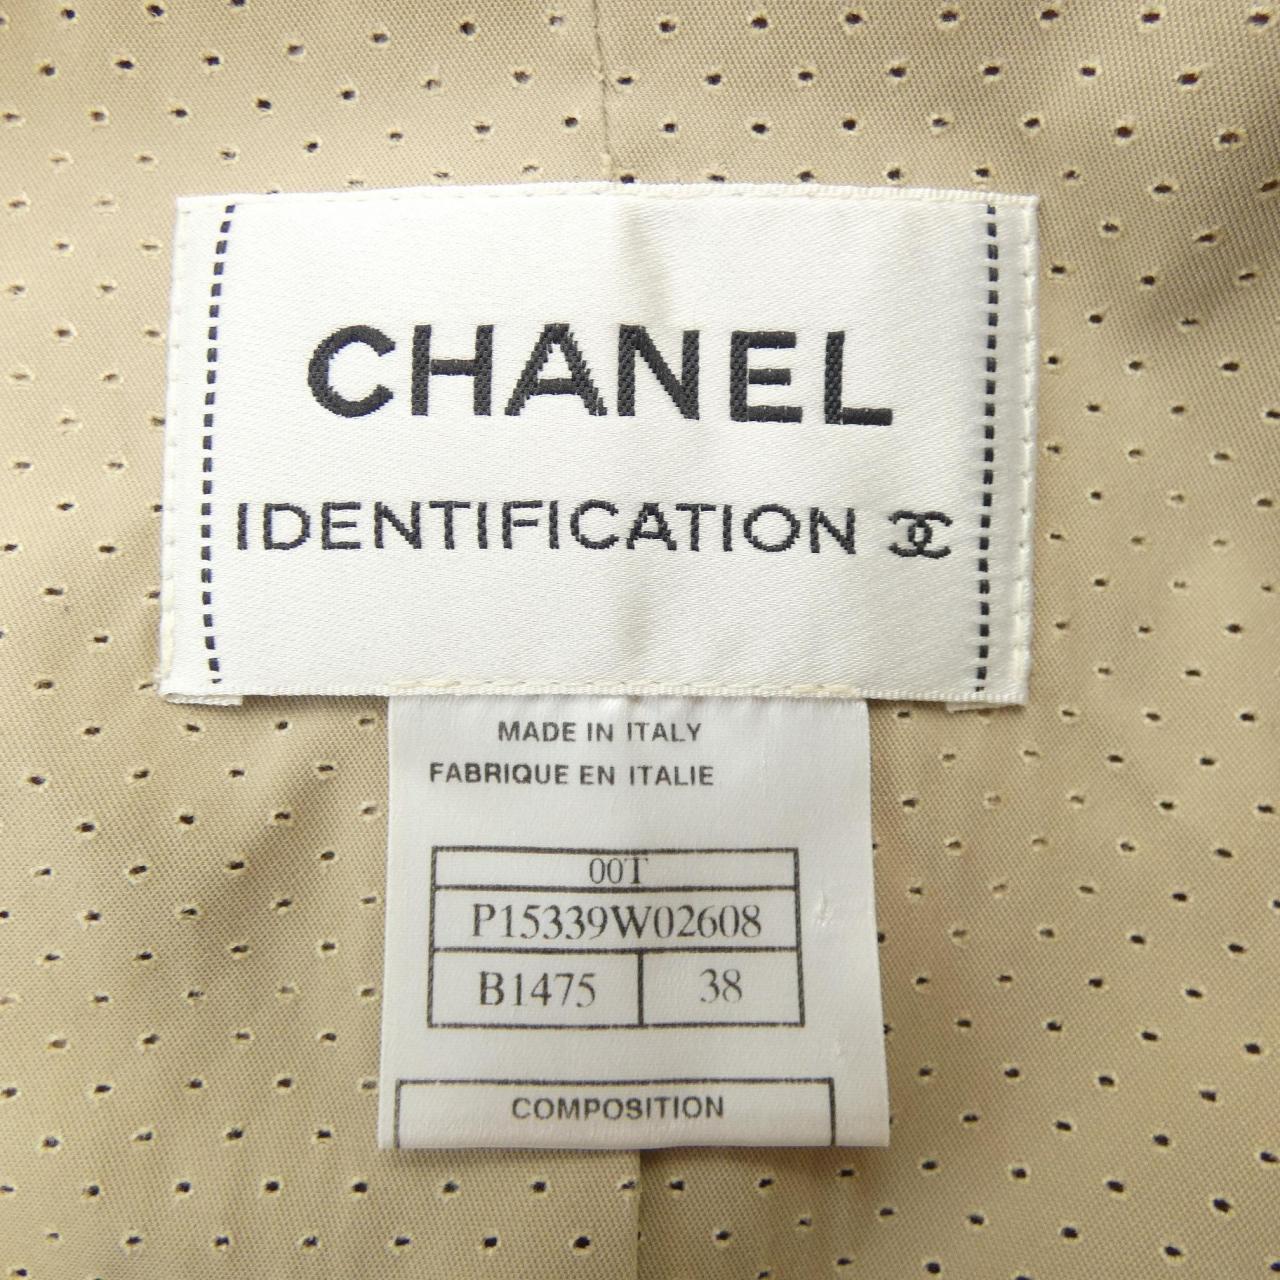 CHANEL
IDENTIFICATION
MADE IN ITALY
FABRIQUE EN ITALIE
00T
P15339W02608
B1475 38
COMPOSITION